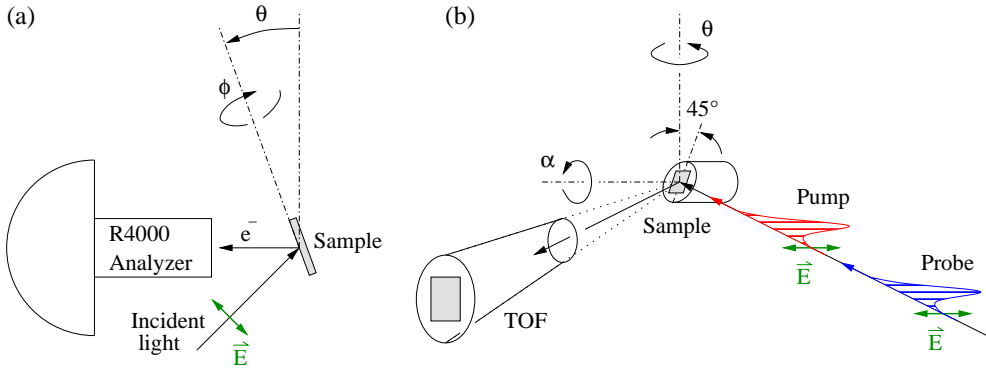 (a)
θ
ϕ
R4000
Analyzer
e⁻
Sample
Incident
light
E⃗
(b)
θ
45°
α
Sample
Pump
E⃗
Probe
E⃗
TOF